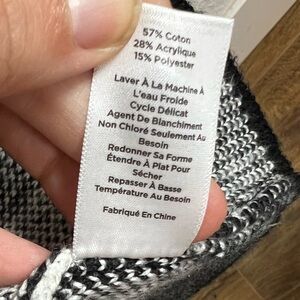 57% Coton
28% Acrylique
15% Polyester
Laver À La Machine À
L'eau Froide
Cycle Délicat
Agent De Blanchiment
Non Chloré Seulement Au
Besoin
Redonner Sa Forme
Étendre À Plat Pour
Sécher
Repasser À Basse
Température Au Besoin
Fabriqué En Chine